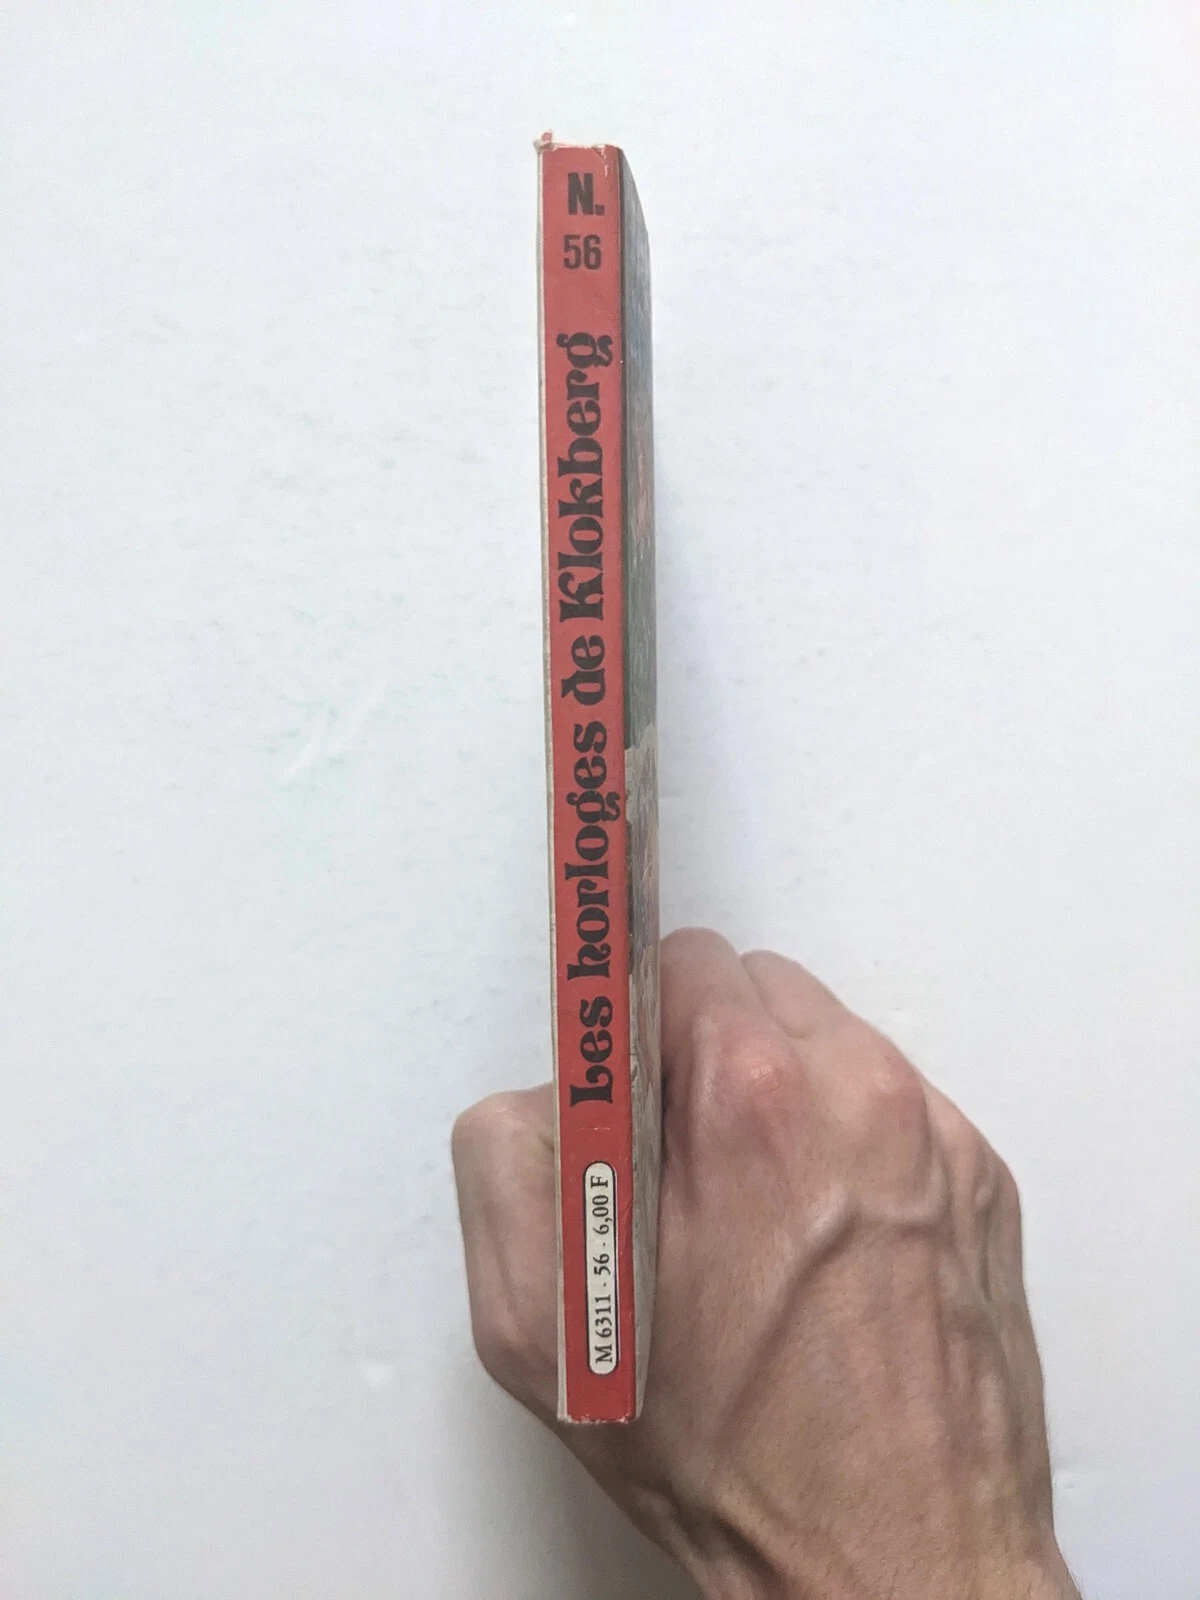 N.
56
Les horloges de Klokberg
M 6311 - 56 - 6,00 F